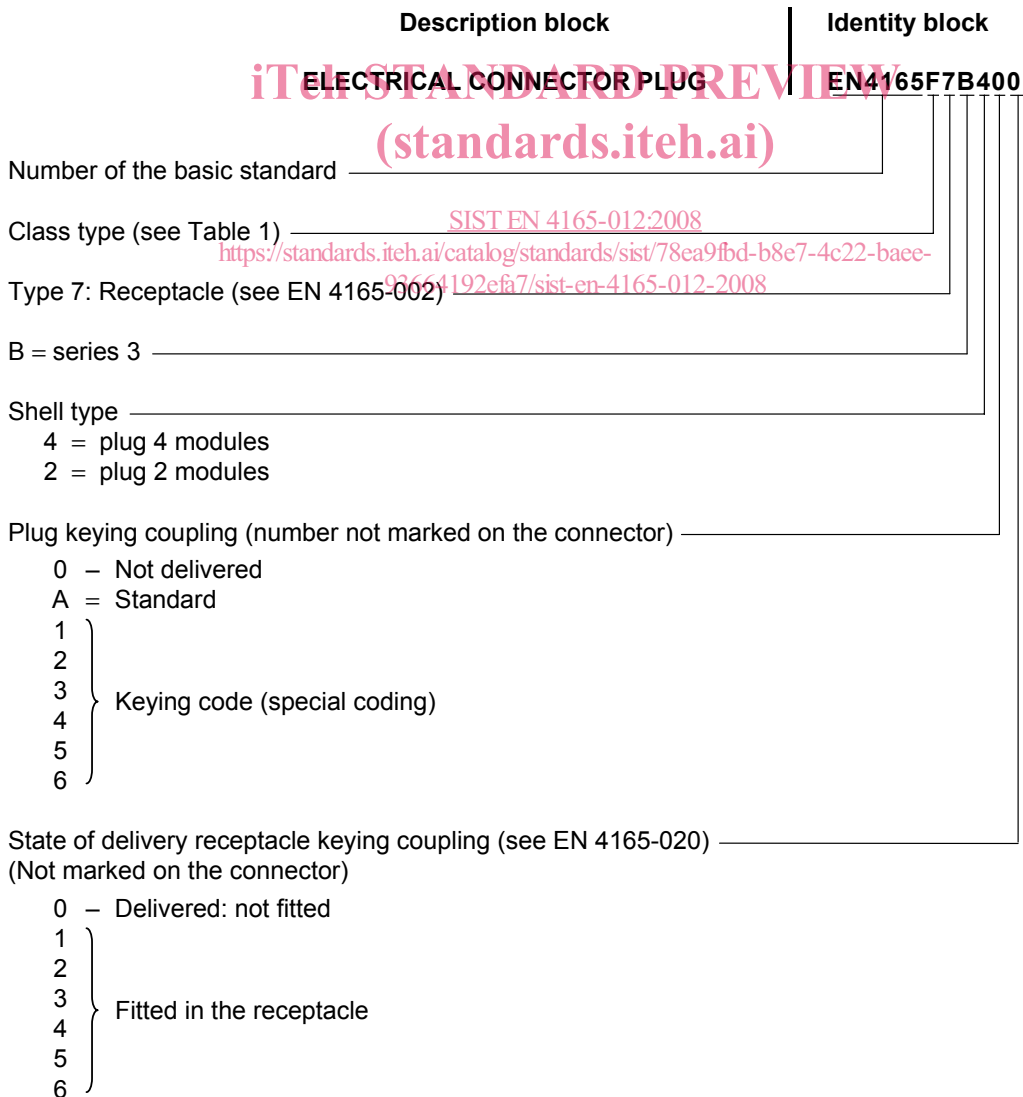 Description block Identity block
ELECTRICAL CONNECTOR PLUG EN4165F7B400
iTeh STANDARD PREVIEW
(standards.iteh.ai)
Number of the basic standard
SIST EN 4165-012:2008
Class type (see Table 1)
https://standards.iteh.ai/catalog/standards/sist/78ea9fbd-b8e7-4c22-baee-
93664192efa7/sist-en-4165-012-2008
Type 7: Receptacle (see EN 4165-002)
B = series 3
Shell type
4 = plug 4 modules
2 = plug 2 modules
Plug keying coupling (number not marked on the connector)
0 – Not delivered
A = Standard
1
2
3
Keying code (special coding)
4
5
6
State of delivery receptacle keying coupling (see EN 4165-020)
(Not marked on the connector)
0 – Delivered: not fitted
1
2
3
Fitted in the receptacle
4
5
6